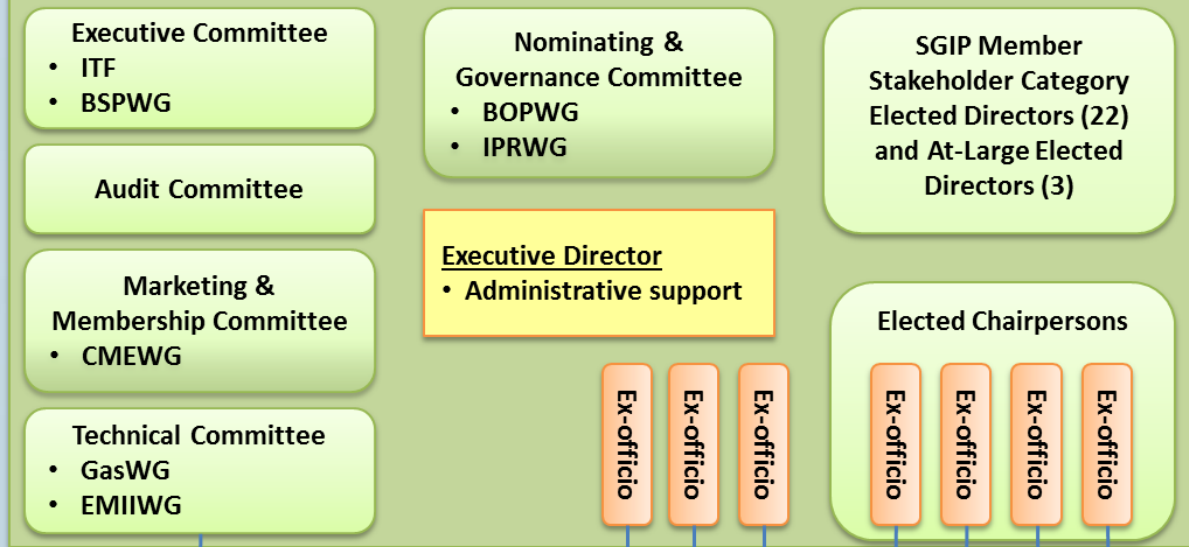 Executive Committee
• ITF
• BSPWG
Audit Committee
Marketing &
Membership Committee
• CMEWG
Technical Committee
• GasWG
• EMIIWG
Nominating &
Governance Committee
• BOPWG
• IPRWG
Executive Director
• Administrative support
Ex-officio
Ex-officio
Ex-officio
SGIP Member
Stakeholder Category
Elected Directors (22)
and At-Large Elected
Directors (3)
Elected Chairpersons
Ex-officio
Ex-officio
Ex-officio
Ex-officio